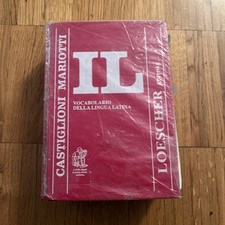 CASTIGLIONI MARIOTTI
IL
VOCABOLARIO
DELLA LINGUA LATINA
LOESCHER